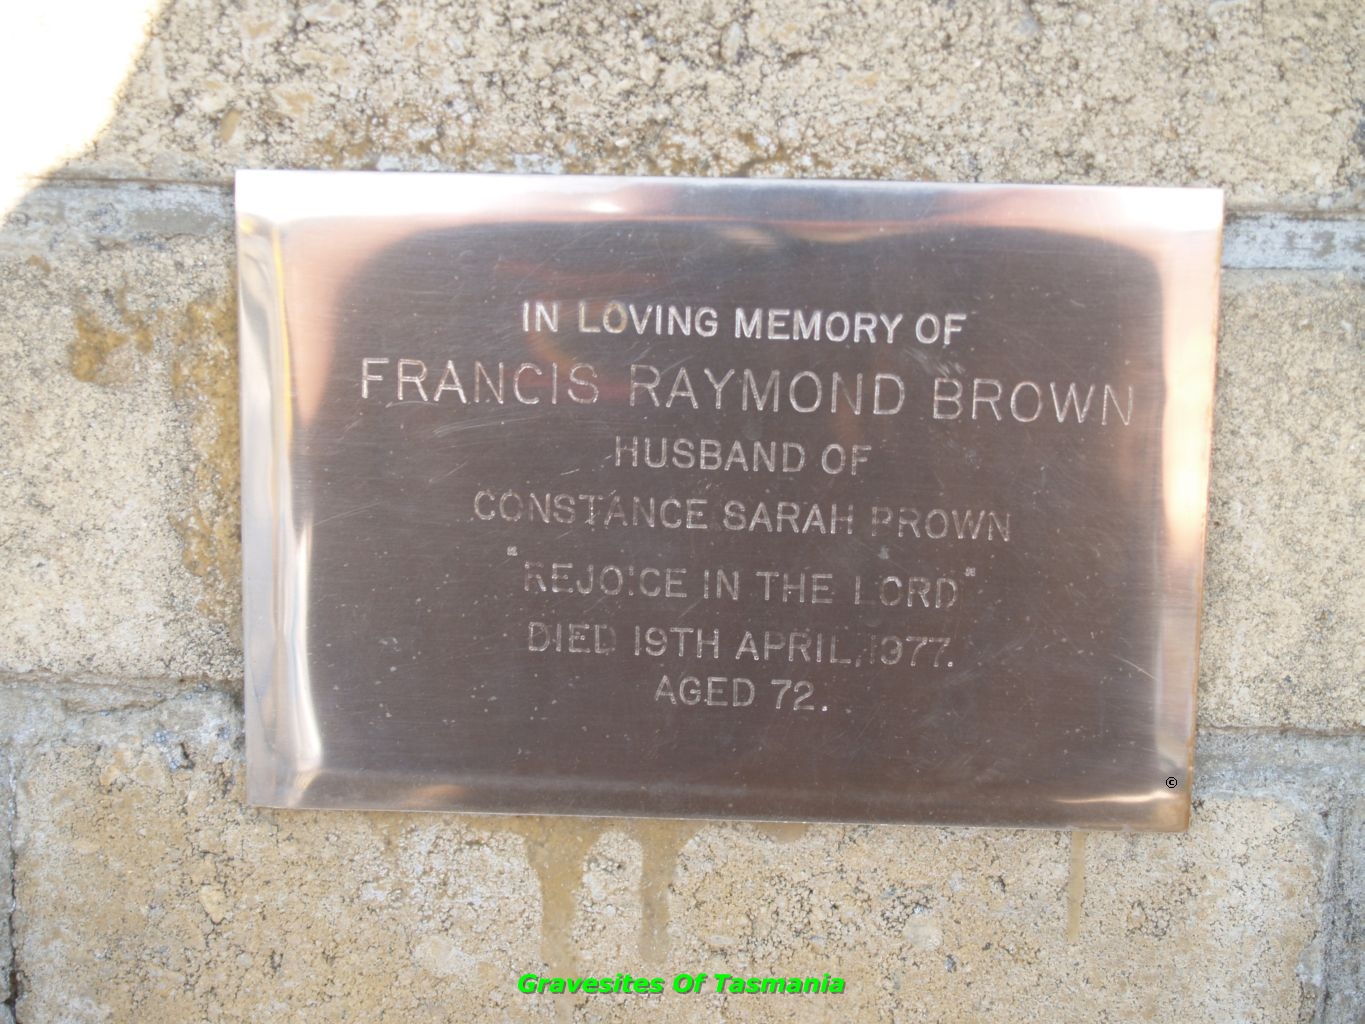 IN LOVING MEMORY OF
FRANCIS RAYMOND BROWN
HUSBAND OF
CONSTANCE SARAH BROWN
"REJOICE IN THE LORD"
DIED 19TH APRIL, 1977.
AGED 72.
©
Gravesites Of Tasmania